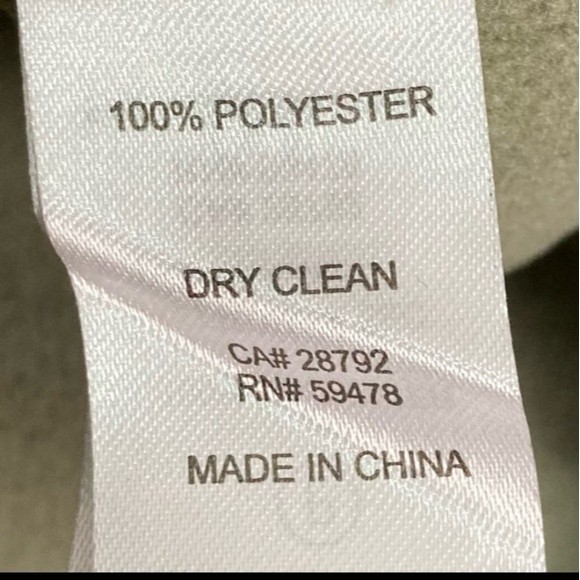 100% POLYESTER
DRY CLEAN
CA# 28792
RN# 59478
MADE IN CHINA